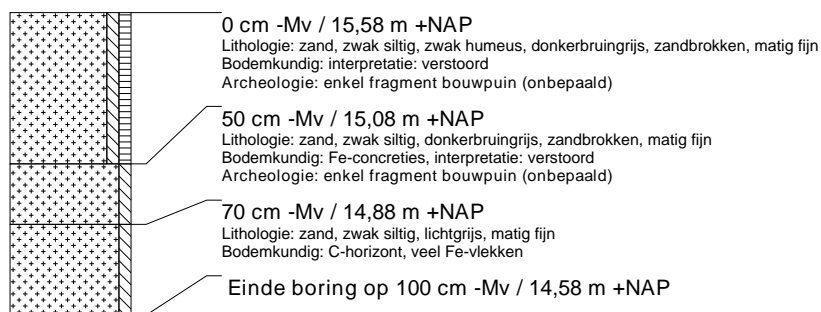 0 cm -Mv / 15,58 m +NAP
Lithologie: zand, zwak siltig, zwak humeus, donkerbruingrijs, zandbrokken, matig fijn
Bodemkundig: interpretatie: verstoord
Archeologie: enkel fragment bouwpuin (onbepaald)
50 cm -Mv / 15,08 m +NAP
Lithologie: zand, zwak siltig, donkerbruingrijs, zandbrokken, matig fijn
Bodemkundig: Fe-concreties, interpretatie: verstoord
Archeologie: enkel fragment bouwpuin (onbepaald)
70 cm -Mv / 14,88 m +NAP
Lithologie: zand, zwak siltig, lichtgrijs, matig fijn
Bodemkundig: C-horizont, veel Fe-vlekken
Einde boring op 100 cm -Mv / 14,58 m +NAP